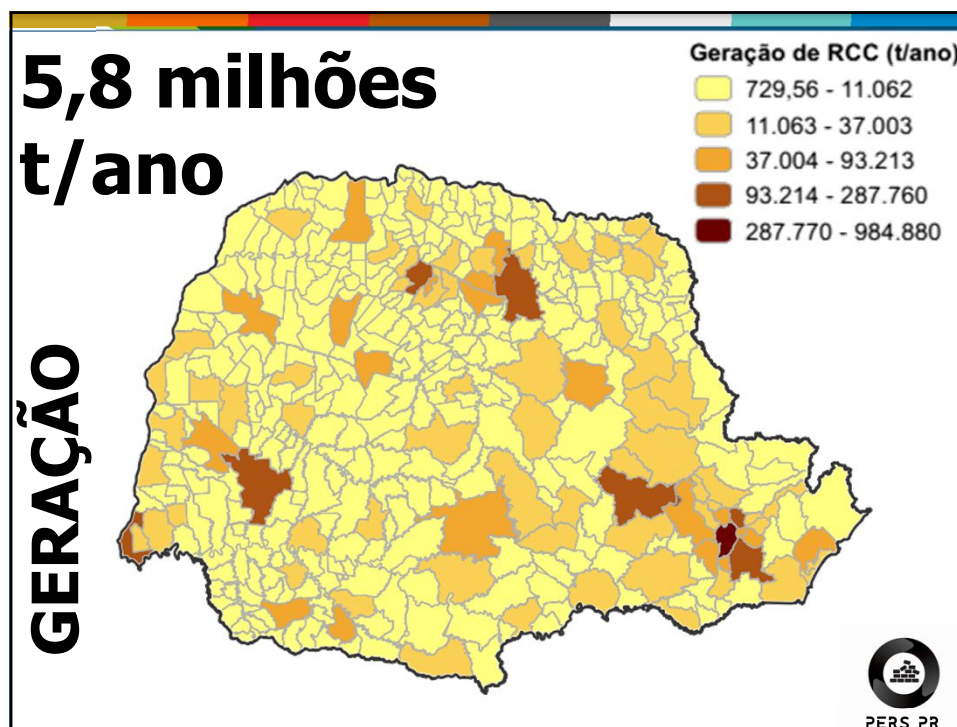 5,8 milhões
t/ano
Geração de RCC (t/ano)
729,56 - 11.062
11.063 - 37.003
37.004 - 93.213
93.214 - 287.760
287.770 - 984.880
GERAÇÃO
PERS PR